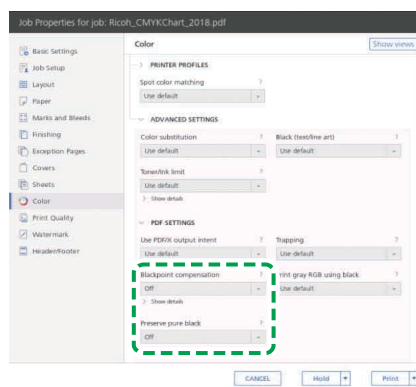 Job Properties for job: Ricoh_CMYKChart_2018.pdf
Basic Settings
Job Setup
Layout
Paper
Marks and Bleeds
Finishing
Exception Pages
Covers
Sheets
Color
Print Quality
Watermark
Header/Footer
Color
Show views
PRINTER PROFILES
Spot color matching ?
Use default
ADVANCED SETTINGS
Color substitution ? Black (text/line art) ?
Use default Use default
Toner/Ink limit ?
Use default
Show details
PDF SETTINGS
Use PDF/X output intent ? Trapping ?
Use default Use default
Blackpoint compensation ? Print gray RGB using black ?
Off Use default
Show details
Preserve pure black ?
Off
CANCEL Hold Print